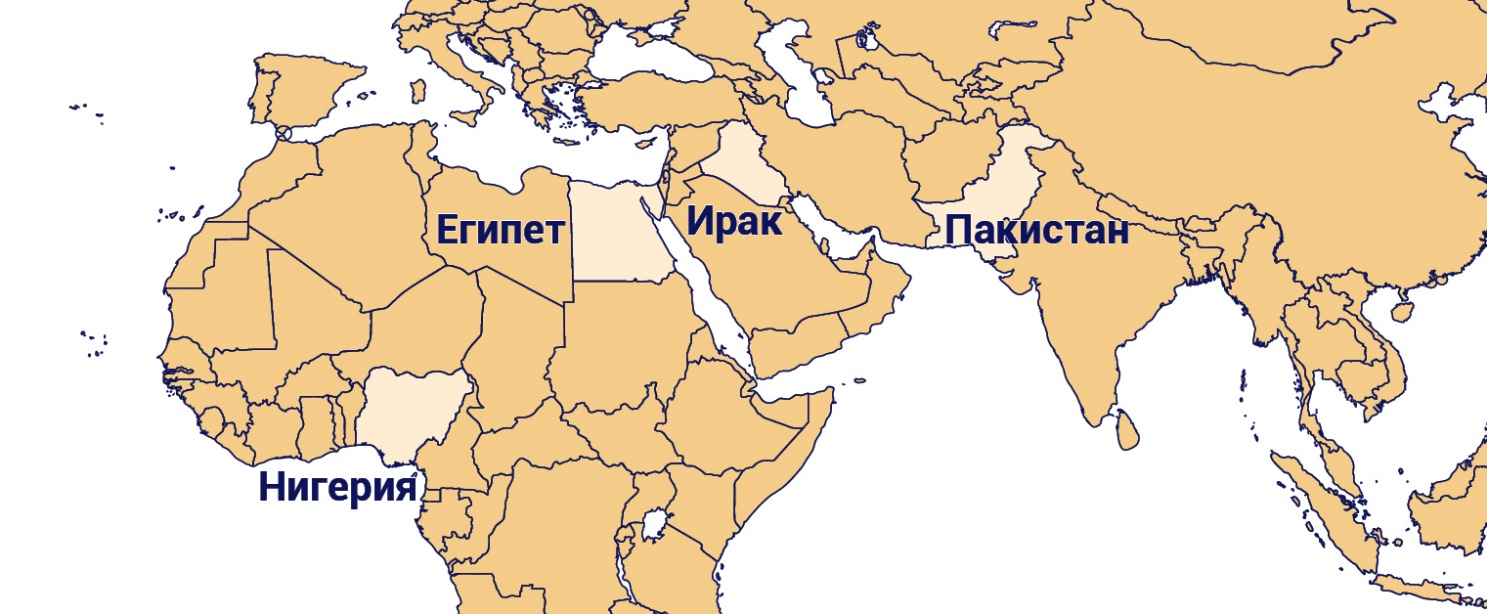 Египет
Ирак
Пакистан
Нигерия